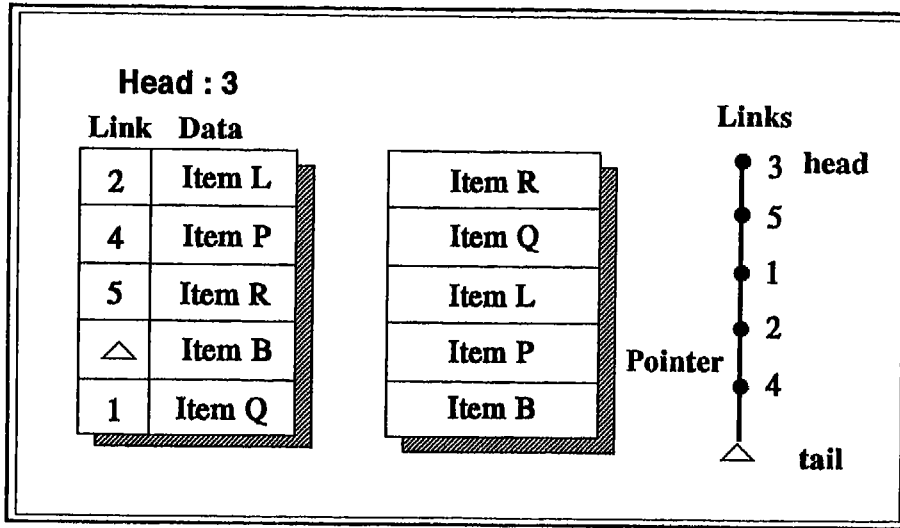 Head : 3
Link Data
2 Item L
4 Item P
5 Item R
△ Item B
1 Item Q
Item R
Item Q
Item L
Item P
Item B
Links
3 head
5
1
2
Pointer
4
△ tail